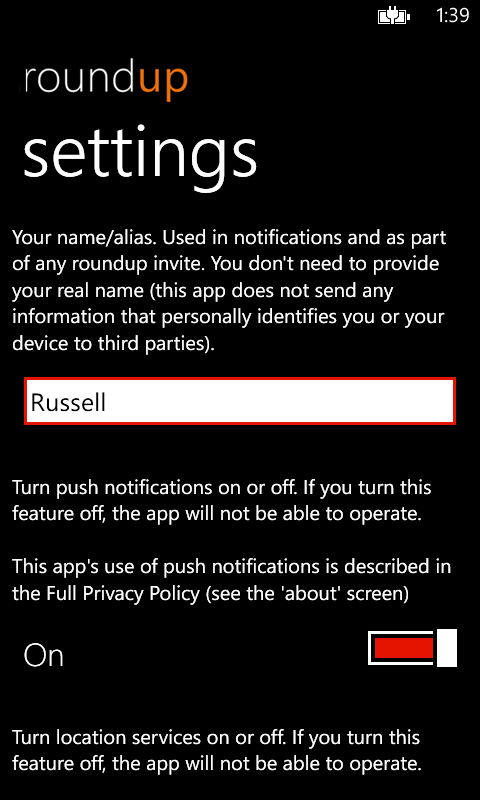 1:39
roundup
settings
Your name/alias. Used in notifications and as part
of any roundup invite. You don't need to provide
your real name (this app does not send any
information that personally identifies you or your
device to third parties).
Russell
Turn push notifications on or off. If you turn this
feature off, the app will not be able to operate.
This app's use of push notifications is described in
the Full Privacy Policy (see the 'about' screen)
On
Turn location services on or off. If you turn this
feature off, the app will not be able to operate.